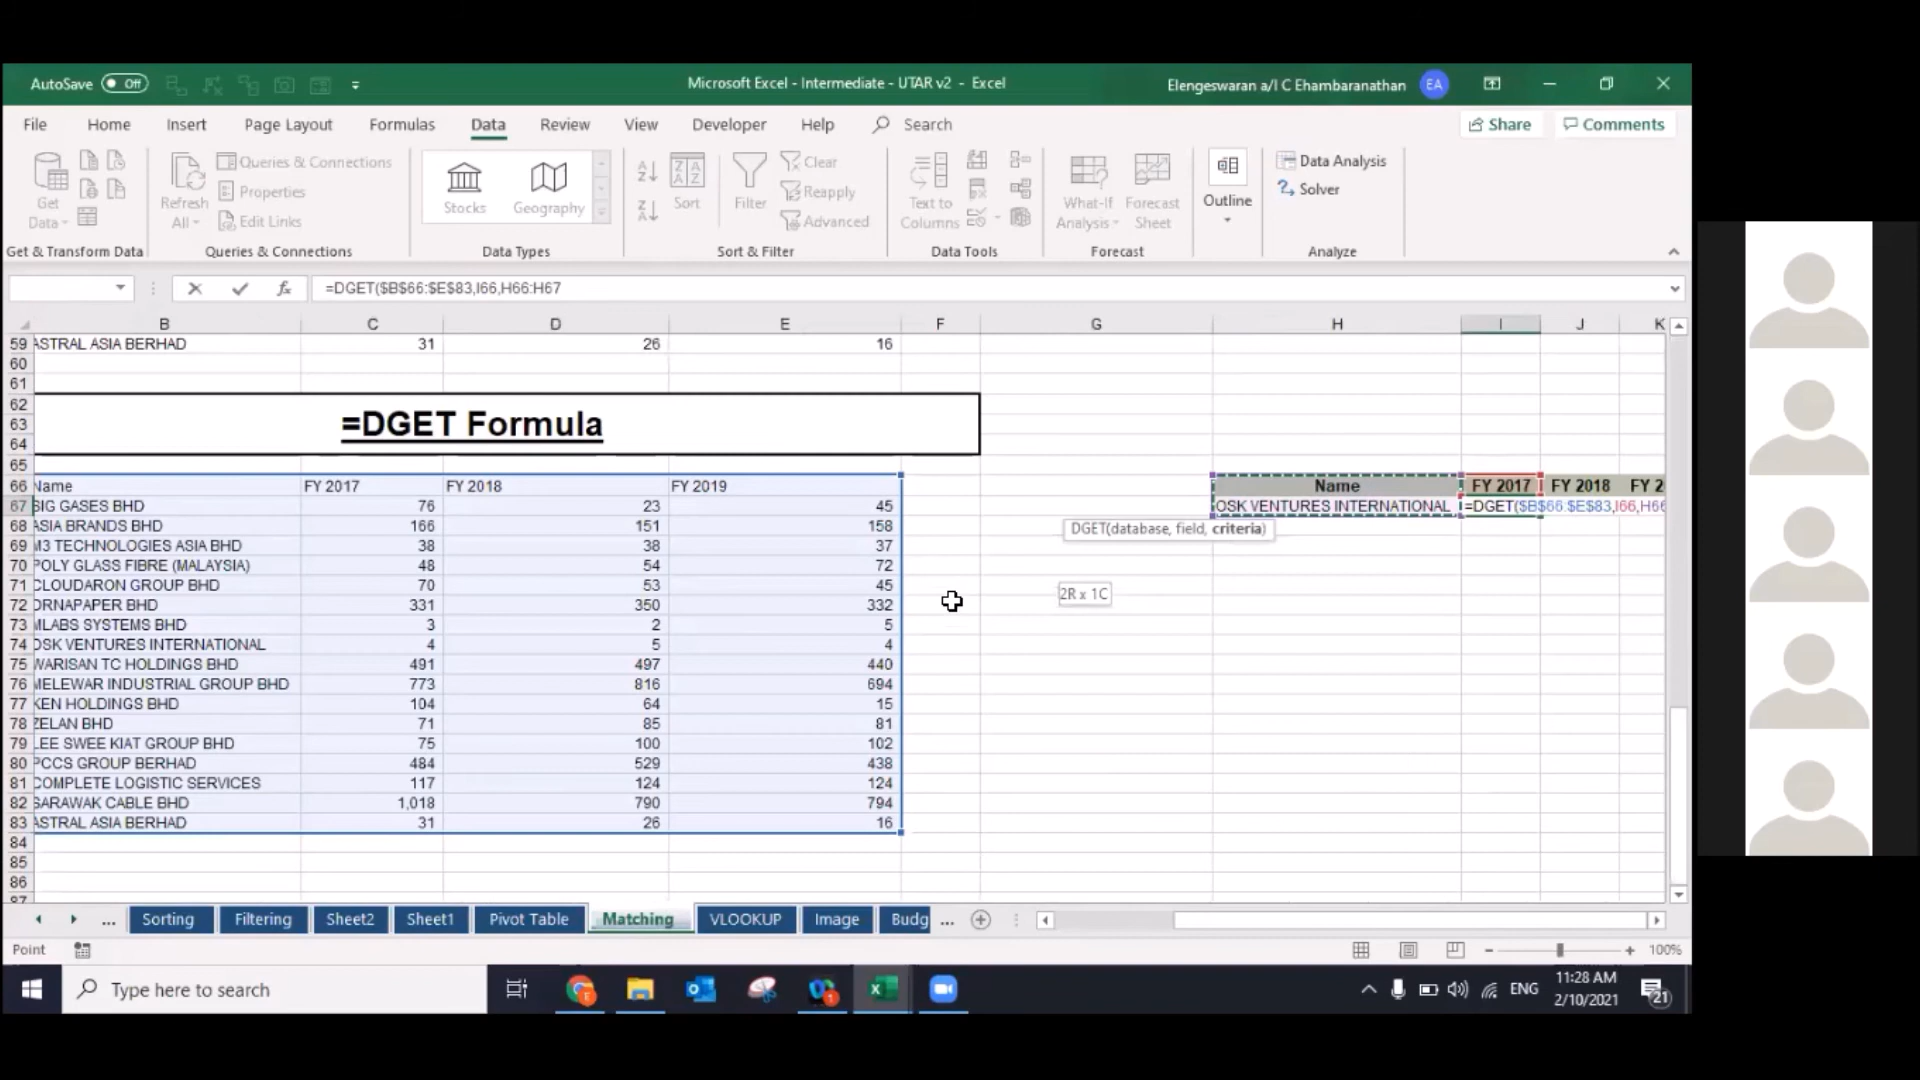 AutoSave Off Microsoft Excel - Intermediate - UTAR v2 - Excel Elengeswaran a/l C Ehambaranathan EA
File Home Insert Page Layout Formulas Data Review View Developer Help Search Share Comments
Get Data
Refresh All
Queries & Connections
Properties
Edit Links
Stocks
Geography
Sort
Filter
Clear
Reapply
Advanced
Text to Columns
What-If Analysis
Forecast Sheet
Outline
Data Analysis
Solver
Get & Transform Data Queries & Connections Data Types Sort & Filter Data Tools Forecast Analyze
fx =DGET($B$66:$E$83,I66,H66:H67
B C D E F G H I J K
59 ASTRAL ASIA BERHAD 31 26 16
60
61
62
63 =DGET Formula
64
65
66 Name FY 2017 FY 2018 FY 2019 Name FY 2017 FY 2018 FY 2
67 BIG GASES BHD 76 23 45 OSK VENTURES INTERNATIONAL =DGET($B$66:$E$83,I66,H66
68 ASIA BRANDS BHD 166 151 158 DGET(database, field, criteria)
69 M3 TECHNOLOGIES ASIA BHD 38 38 37
70 POLY GLASS FIBRE (MALAYSIA) 48 54 72
71 CLOUDARON GROUP BHD 70 53 45 2R x 1C
72 ORNAPAPER BHD 331 350 332
73 MLABS SYSTEMS BHD 3 2 5
74 OSK VENTURES INTERNATIONAL 4 5 4
75 WARISAN TC HOLDINGS BHD 491 497 440
76 MELEWAR INDUSTRIAL GROUP BHD 773 816 694
77 KEN HOLDINGS BHD 104 64 15
78 ZELAN BHD 71 85 81
79 LEE SWEE KIAT GROUP BHD 75 100 102
80 PCCS GROUP BERHAD 484 529 438
81 COMPLETE LOGISTIC SERVICES 117 124 124
82 SARAWAK CABLE BHD 1,018 790 794
83 ASTRAL ASIA BERHAD 31 26 16
84
85
86
87
... Sorting Filtering Sheet2 Sheet1 Pivot Table Matching VLOOKUP Image Budg ...
Point 100%
Type here to search ENG 11:28 AM
2/10/2021 21